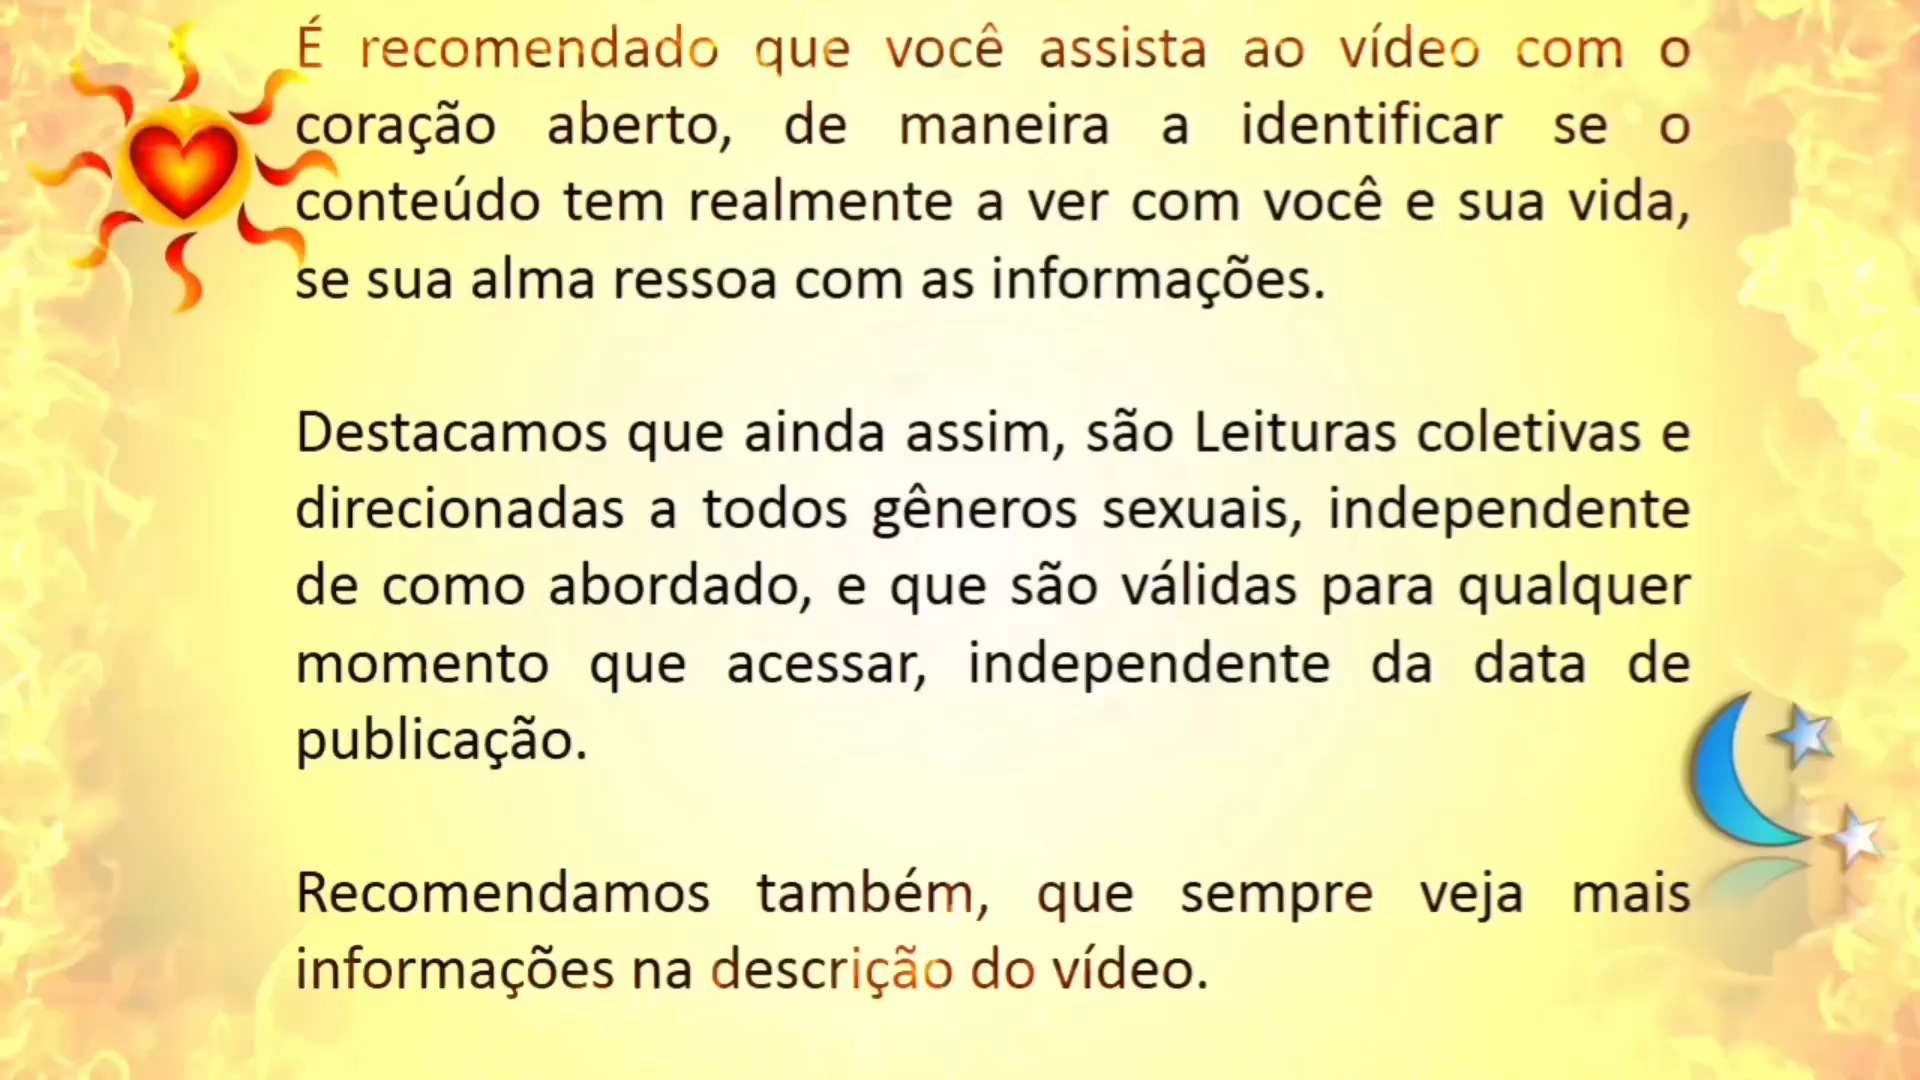 É recomendado que você assista ao vídeo com o
coração aberto, de maneira a identificar se o
conteúdo tem realmente a ver com você e sua vida,
se sua alma ressoa com as informações.
Destacamos que ainda assim, são Leituras coletivas e
direcionadas a todos gêneros sexuais, independente
de como abordado, e que são válidas para qualquer
momento que acessar, independente da data de
publicação.
Recomendamos também, que sempre veja mais
informações na descrição do vídeo.